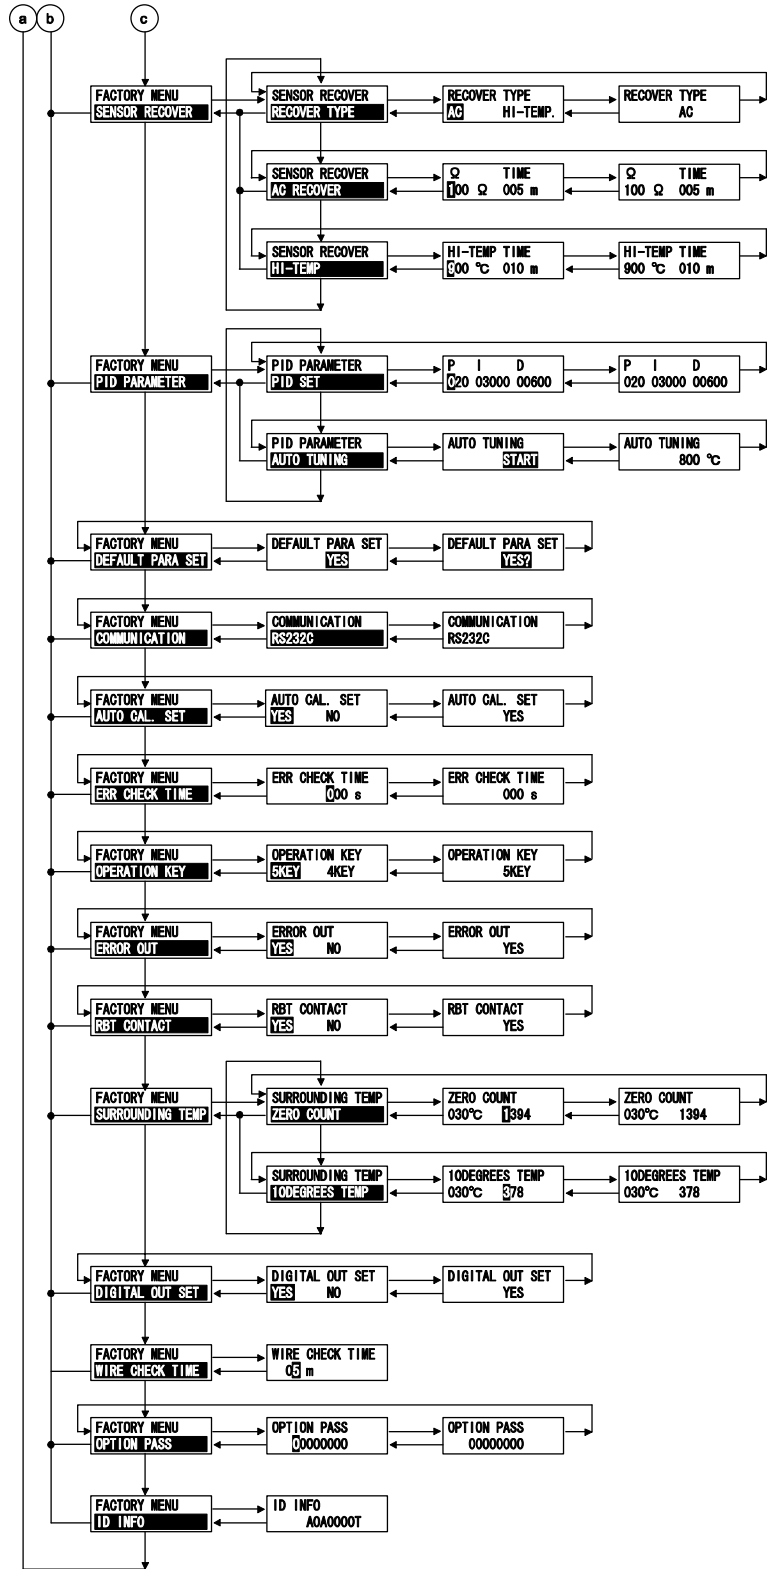 a b c
FACTORY MENU
SENSOR RECOVER
SENSOR RECOVER
RECOVER TYPE
RECOVER TYPE
AC HI-TEMP.
RECOVER TYPE
AC
SENSOR RECOVER
AC RECOVER
Ω TIME
100 Ω 005 m
Ω TIME
100 Ω 005 m
SENSOR RECOVER
HI-TEMP
HI-TEMP TIME
900 ℃ 010 m
HI-TEMP TIME
900 ℃ 010 m
FACTORY MENU
PID PARAMETER
PID PARAMETER
PID SET
P I D
020 03000 00600
P I D
020 03000 00600
PID PARAMETER
AUTO TUNING
AUTO TUNING
START
AUTO TUNING
800 ℃
FACTORY MENU
DEFAULT PARA SET
DEFAULT PARA SET
YES
DEFAULT PARA SET
YES?
FACTORY MENU
COMMUNICATION
COMMUNICATION
RS232C
COMMUNICATION
RS232C
FACTORY MENU
AUTO CAL. SET
AUTO CAL. SET
YES NO
AUTO CAL. SET
YES
FACTORY MENU
ERR CHECK TIME
ERR CHECK TIME
000 s
ERR CHECK TIME
000 s
FACTORY MENU
OPERATION KEY
OPERATION KEY
5KEY 4KEY
OPERATION KEY
5KEY
FACTORY MENU
ERROR OUT
ERROR OUT
YES NO
ERROR OUT
YES
FACTORY MENU
RBT CONTACT
RBT CONTACT
YES NO
RBT CONTACT
YES
FACTORY MENU
SURROUNDING TEMP
SURROUNDING TEMP
ZERO COUNT
ZERO COUNT
030℃ 1394
ZERO COUNT
030℃ 1394
SURROUNDING TEMP
10DEGREES TEMP
10DEGREES TEMP
030℃ 378
10DEGREES TEMP
030℃ 378
FACTORY MENU
DIGITAL OUT SET
DIGITAL OUT SET
YES NO
DIGITAL OUT SET
YES
FACTORY MENU
WIRE CHECK TIME
WIRE CHECK TIME
05 m
FACTORY MENU
OPTION PASS
OPTION PASS
00000000
OPTION PASS
00000000
FACTORY MENU
ID INFO
ID INFO
A0A0000T